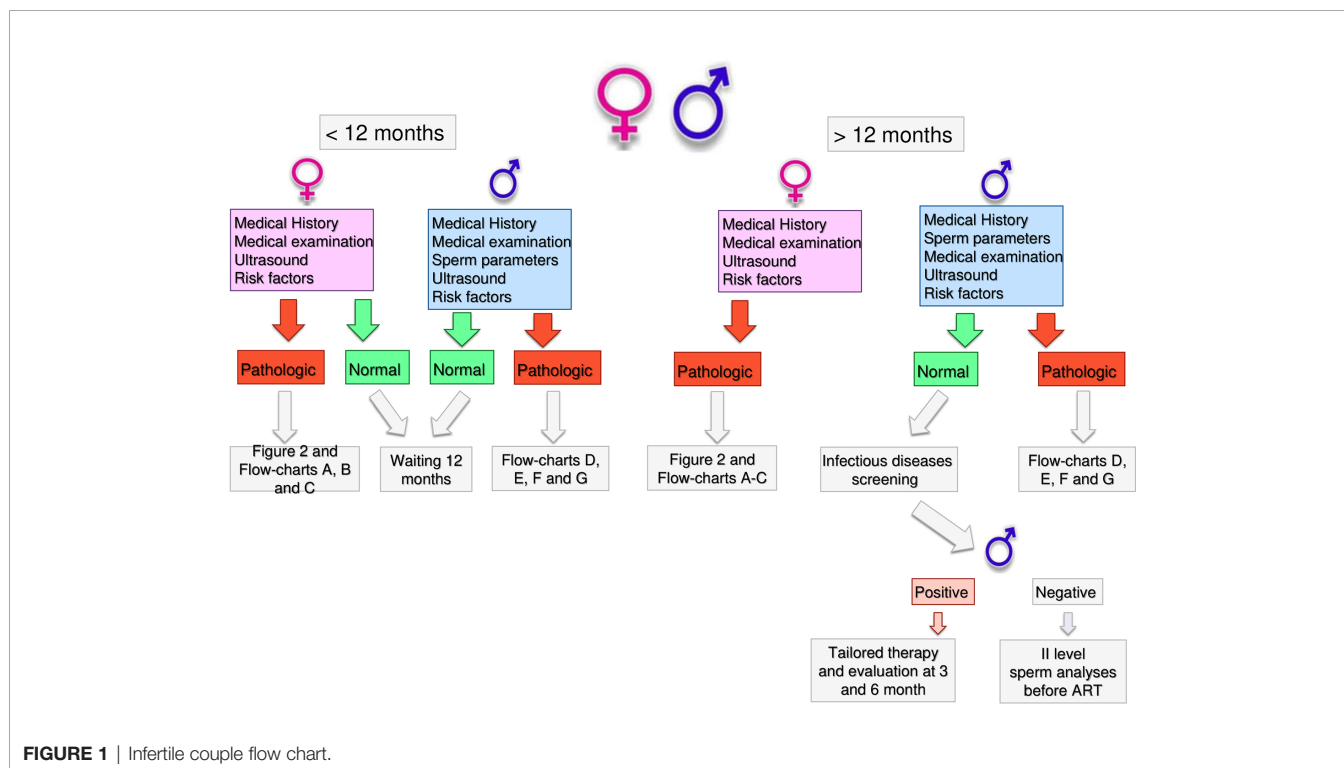 < 12 months
> 12 months
Medical History
Medical examination
Ultrasound
Risk factors
Medical History
Medical examination
Sperm parameters
Ultrasound
Risk factors
Medical History
Medical examination
Ultrasound
Risk factors
Medical History
Sperm parameters
Medical examination
Ultrasound
Risk factors
Pathologic
Normal
Normal
Pathologic
Pathologic
Normal
Pathologic
Figure 2 and
Flow-charts A, B
and C
Waiting 12
months
Flow-charts D,
E, F and G
Figure 2 and
Flow-charts A-C
Infectious diseases
screening
Flow-charts D,
E, F and G
Positive
Negative
Tailored therapy
and evaluation at 3
and 6 month
II level
sperm analyses
before ART
FIGURE 1 | Infertile couple flow chart.